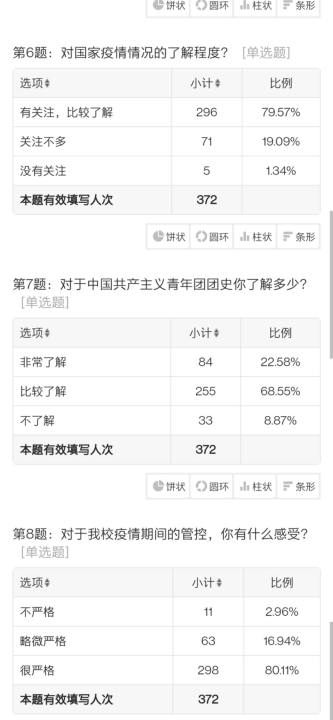 饼状 圆环 柱状 条形
第6题：对国家疫情情况的了解程度？ [单选题]
选项 小计 比例
有关注，比较了解 296 79.57%
关注不多 71 19.09%
没有关注 5 1.34%
本题有效填写人次 372
饼状 圆环 柱状 条形
第7题：对于中国共产主义青年团团史你了解多少？
[单选题]
选项 小计 比例
非常了解 84 22.58%
比较了解 255 68.55%
不了解 33 8.87%
本题有效填写人次 372
饼状 圆环 柱状 条形
第8题：对于我校疫情期间的管控，你有什么感受？
[单选题]
选项 小计 比例
不严格 11 2.96%
略微严格 63 16.94%
很严格 298 80.11%
本题有效填写人次 372